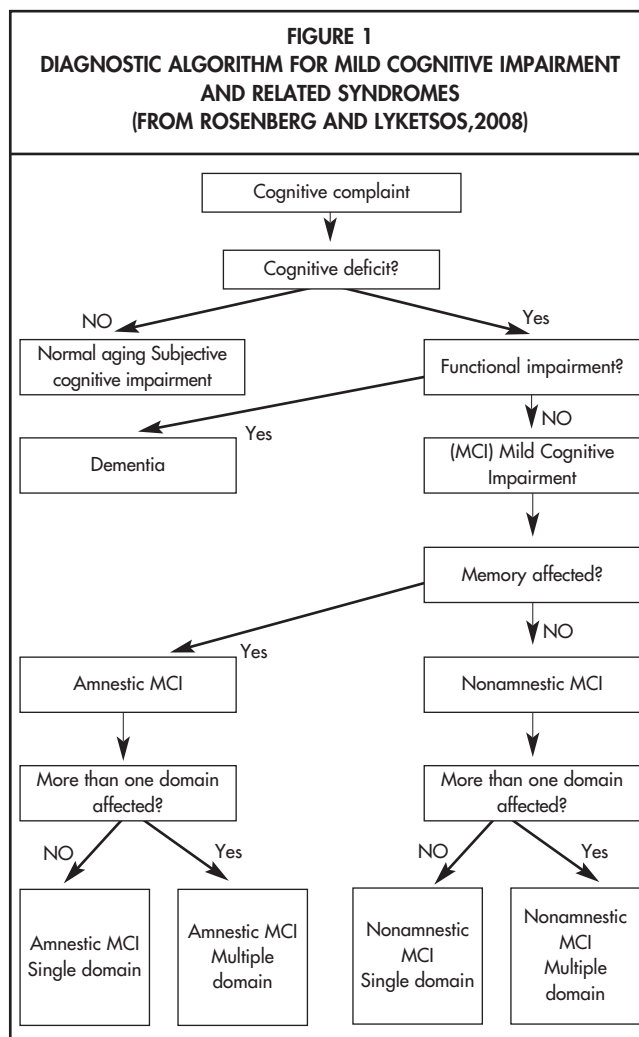 FIGURE 1
DIAGNOSTIC ALGORITHM FOR MILD COGNITIVE IMPAIRMENT
AND RELATED SYNDROMES
(FROM ROSENBERG AND LYKETSOS,2008)
Cognitive complaint
Cognitive deficit?
NO
Yes
Normal aging Subjective
cognitive impairment
Functional impairment?
Yes
NO
Dementia
(MCI) Mild Cognitive
Impairment
Memory affected?
Yes
NO
Amnestic MCI
Nonamnestic MCI
More than one domain
affected?
More than one domain
affected?
NO
Yes
NO
Yes
Amnestic MCI
Single domain
Amnestic MCI
Multiple
domain
Nonamnestic
MCI
Single domain
Nonamnestic
MCI
Multiple
domain